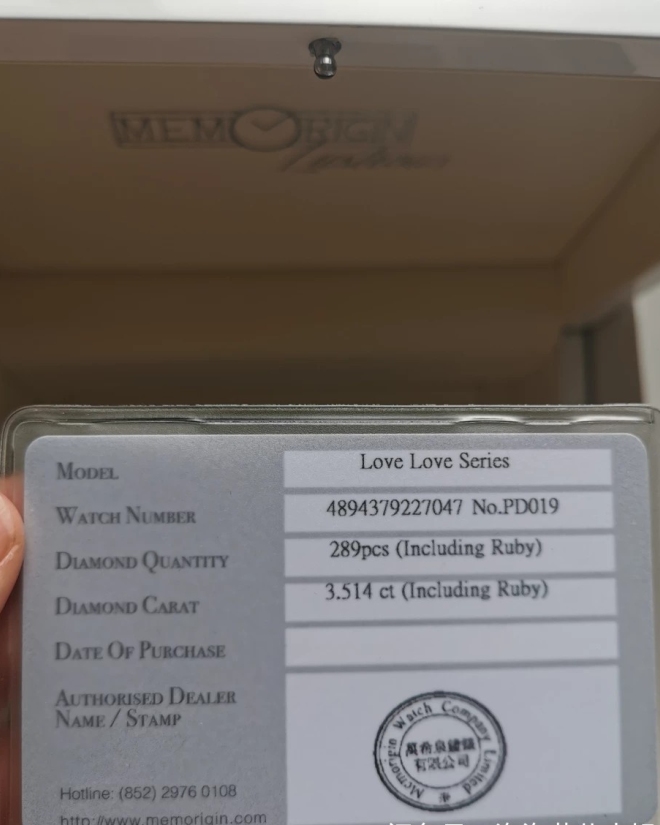 MEMORIGIN
MODEL
Love Love Series
WATCH NUMBER
4894379227047 No.PD019
DIAMOND QUANTITY
289pcs (Including Ruby)
DIAMOND CARAT
3.514 ct (Including Ruby)
DATE OF PURCHASE
AUTHORISED DEALER
NAME / STAMP
Memorigin Watch Company Limited
萬希泉鐘錶
有限公司
Hotline: (852) 2976 0108
http://www.memorigin.com